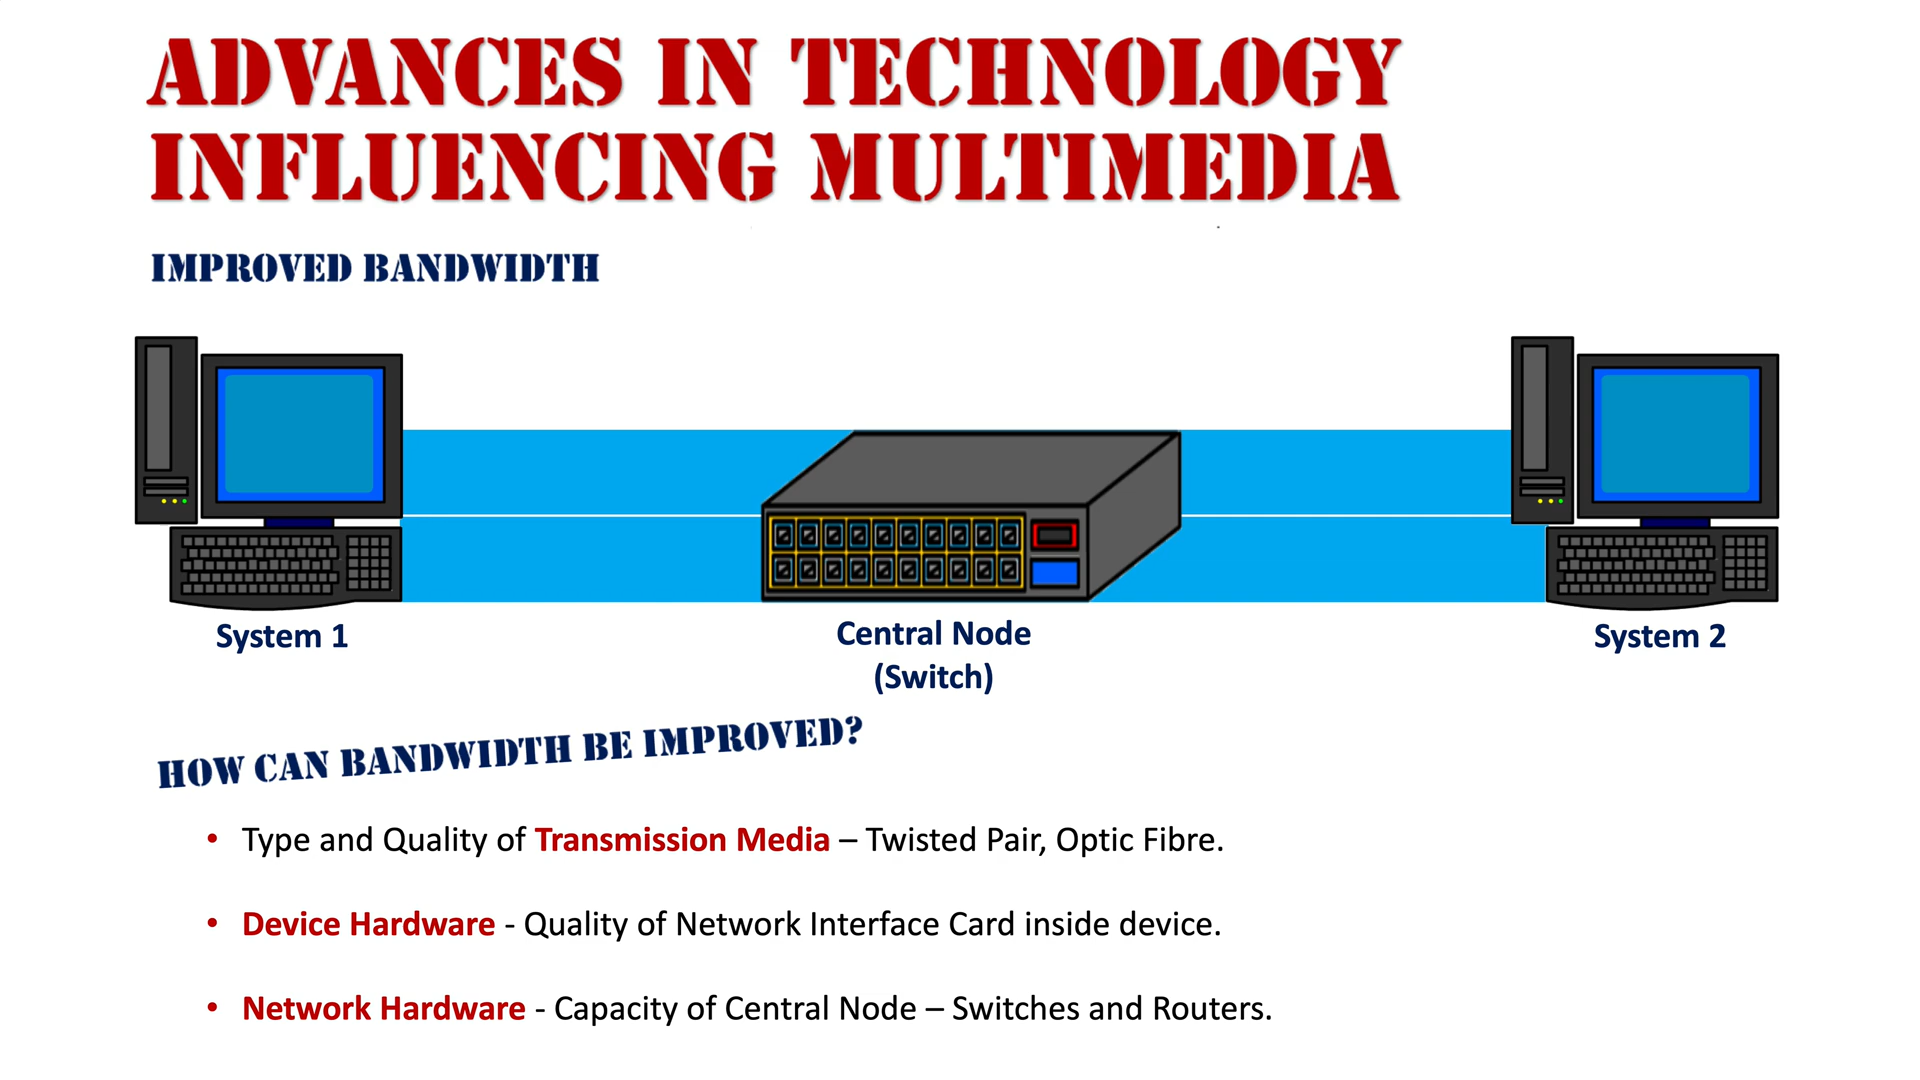 ADVANCES IN TECHNOLOGY
INFLUENCING MULTIMEDIA
IMPROVED BANDWIDTH
System 1
Central Node
(Switch)
System 2
HOW CAN BANDWIDTH BE IMPROVED?
• Type and Quality of Transmission Media – Twisted Pair, Optic Fibre.
• Device Hardware - Quality of Network Interface Card inside device.
• Network Hardware - Capacity of Central Node – Switches and Routers.